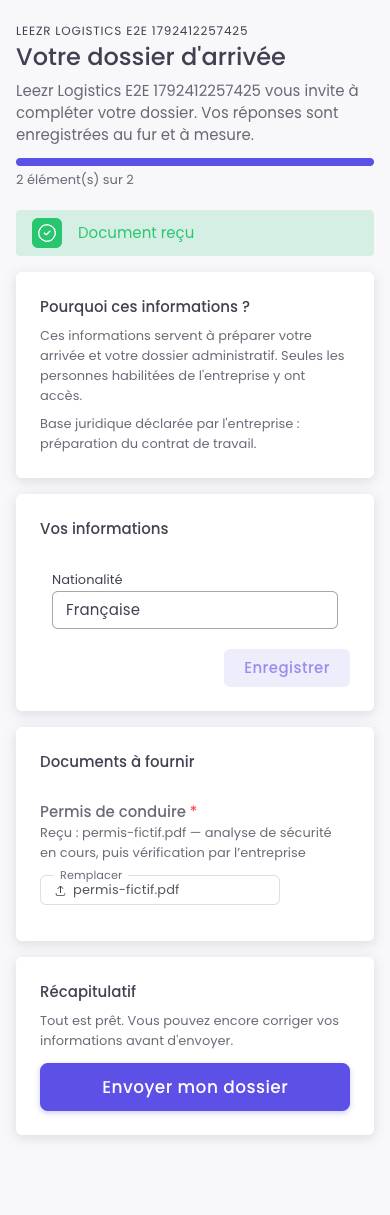 LEEZR LOGISTICS E2E 1792412257425
Votre dossier d'arrivée
Leezr Logistics E2E 1792412257425 vous invite à
compléter votre dossier. Vos réponses sont
enregistrées au fur et à mesure.
2 élément(s) sur 2
Document reçu
Pourquoi ces informations ?
Ces informations servent à préparer votre
arrivée et votre dossier administratif. Seules les
personnes habilitées de l'entreprise y ont
accès.
Base juridique déclarée par l'entreprise :
préparation du contrat de travail.
Vos informations
Nationalité
Française
Enregistrer
Documents à fournir
Permis de conduire *
Reçu : permis-fictif.pdf — analyse de sécurité
en cours, puis vérification par l’entreprise
Remplacer
permis-fictif.pdf
Récapitulatif
Tout est prêt. Vous pouvez encore corriger vos
informations avant d'envoyer.
Envoyer mon dossier